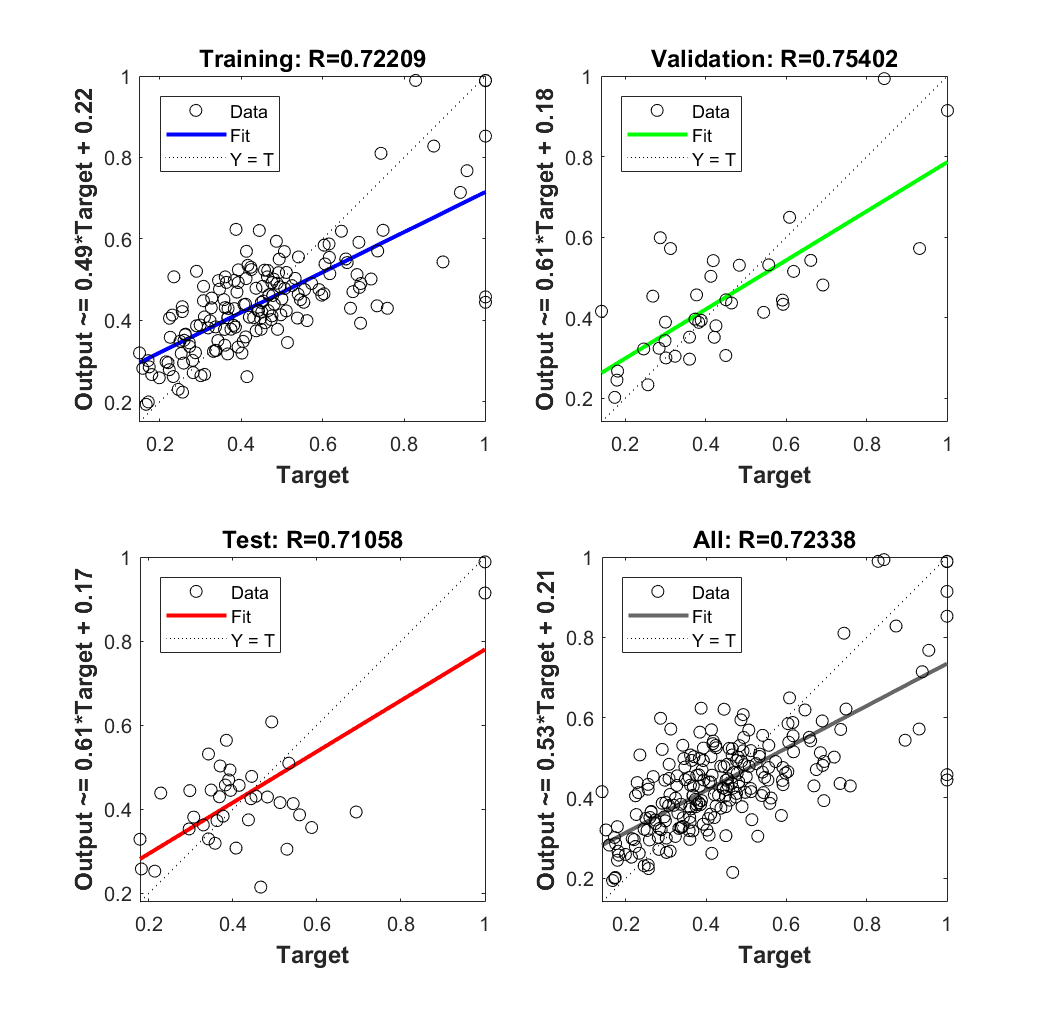 Training: R=0.72209
Output ~= 0.49*Target + 0.22
1
0.8
0.6
0.4
0.2
Data
Fit
Y = T
0.2 0.4 0.6 0.8 1
Target
Validation: R=0.75402
Output ~= 0.61*Target + 0.18
1
0.8
0.6
0.4
0.2
Data
Fit
Y = T
0.2 0.4 0.6 0.8 1
Target
Test: R=0.71058
Output ~= 0.61*Target + 0.17
1
0.8
0.6
0.4
0.2
Data
Fit
Y = T
0.2 0.4 0.6 0.8 1
Target
All: R=0.72338
Output ~= 0.53*Target + 0.21
1
0.8
0.6
0.4
0.2
Data
Fit
Y = T
0.2 0.4 0.6 0.8 1
Target